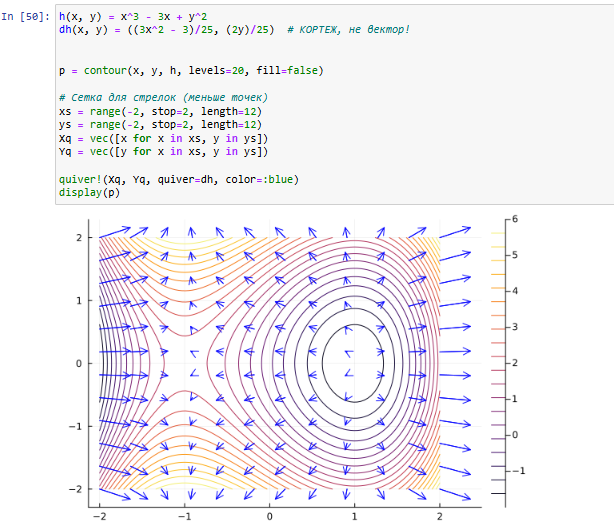 In [50]:
h(x, y) = x^3 - 3x + y^2
dh(x, y) = ((3x^2 - 3)/25, (2y)/25)  # КОРТЕЖ, не вектор!
p = contour(x, y, h, levels=20, fill=false)
# Сетка для стрелок (меньше точек)
xs = range(-2, stop=2, length=12)
ys = range(-2, stop=2, length=12)
Xq = vec([x for x in xs, y in ys])
Yq = vec([y for x in xs, y in ys])
quiver!(Xq, Yq, quiver=dh, color=:blue)
display(p)
2
1
0
−1
−2
−2
−1
0
1
2
6
5
4
3
2
1
0
−1